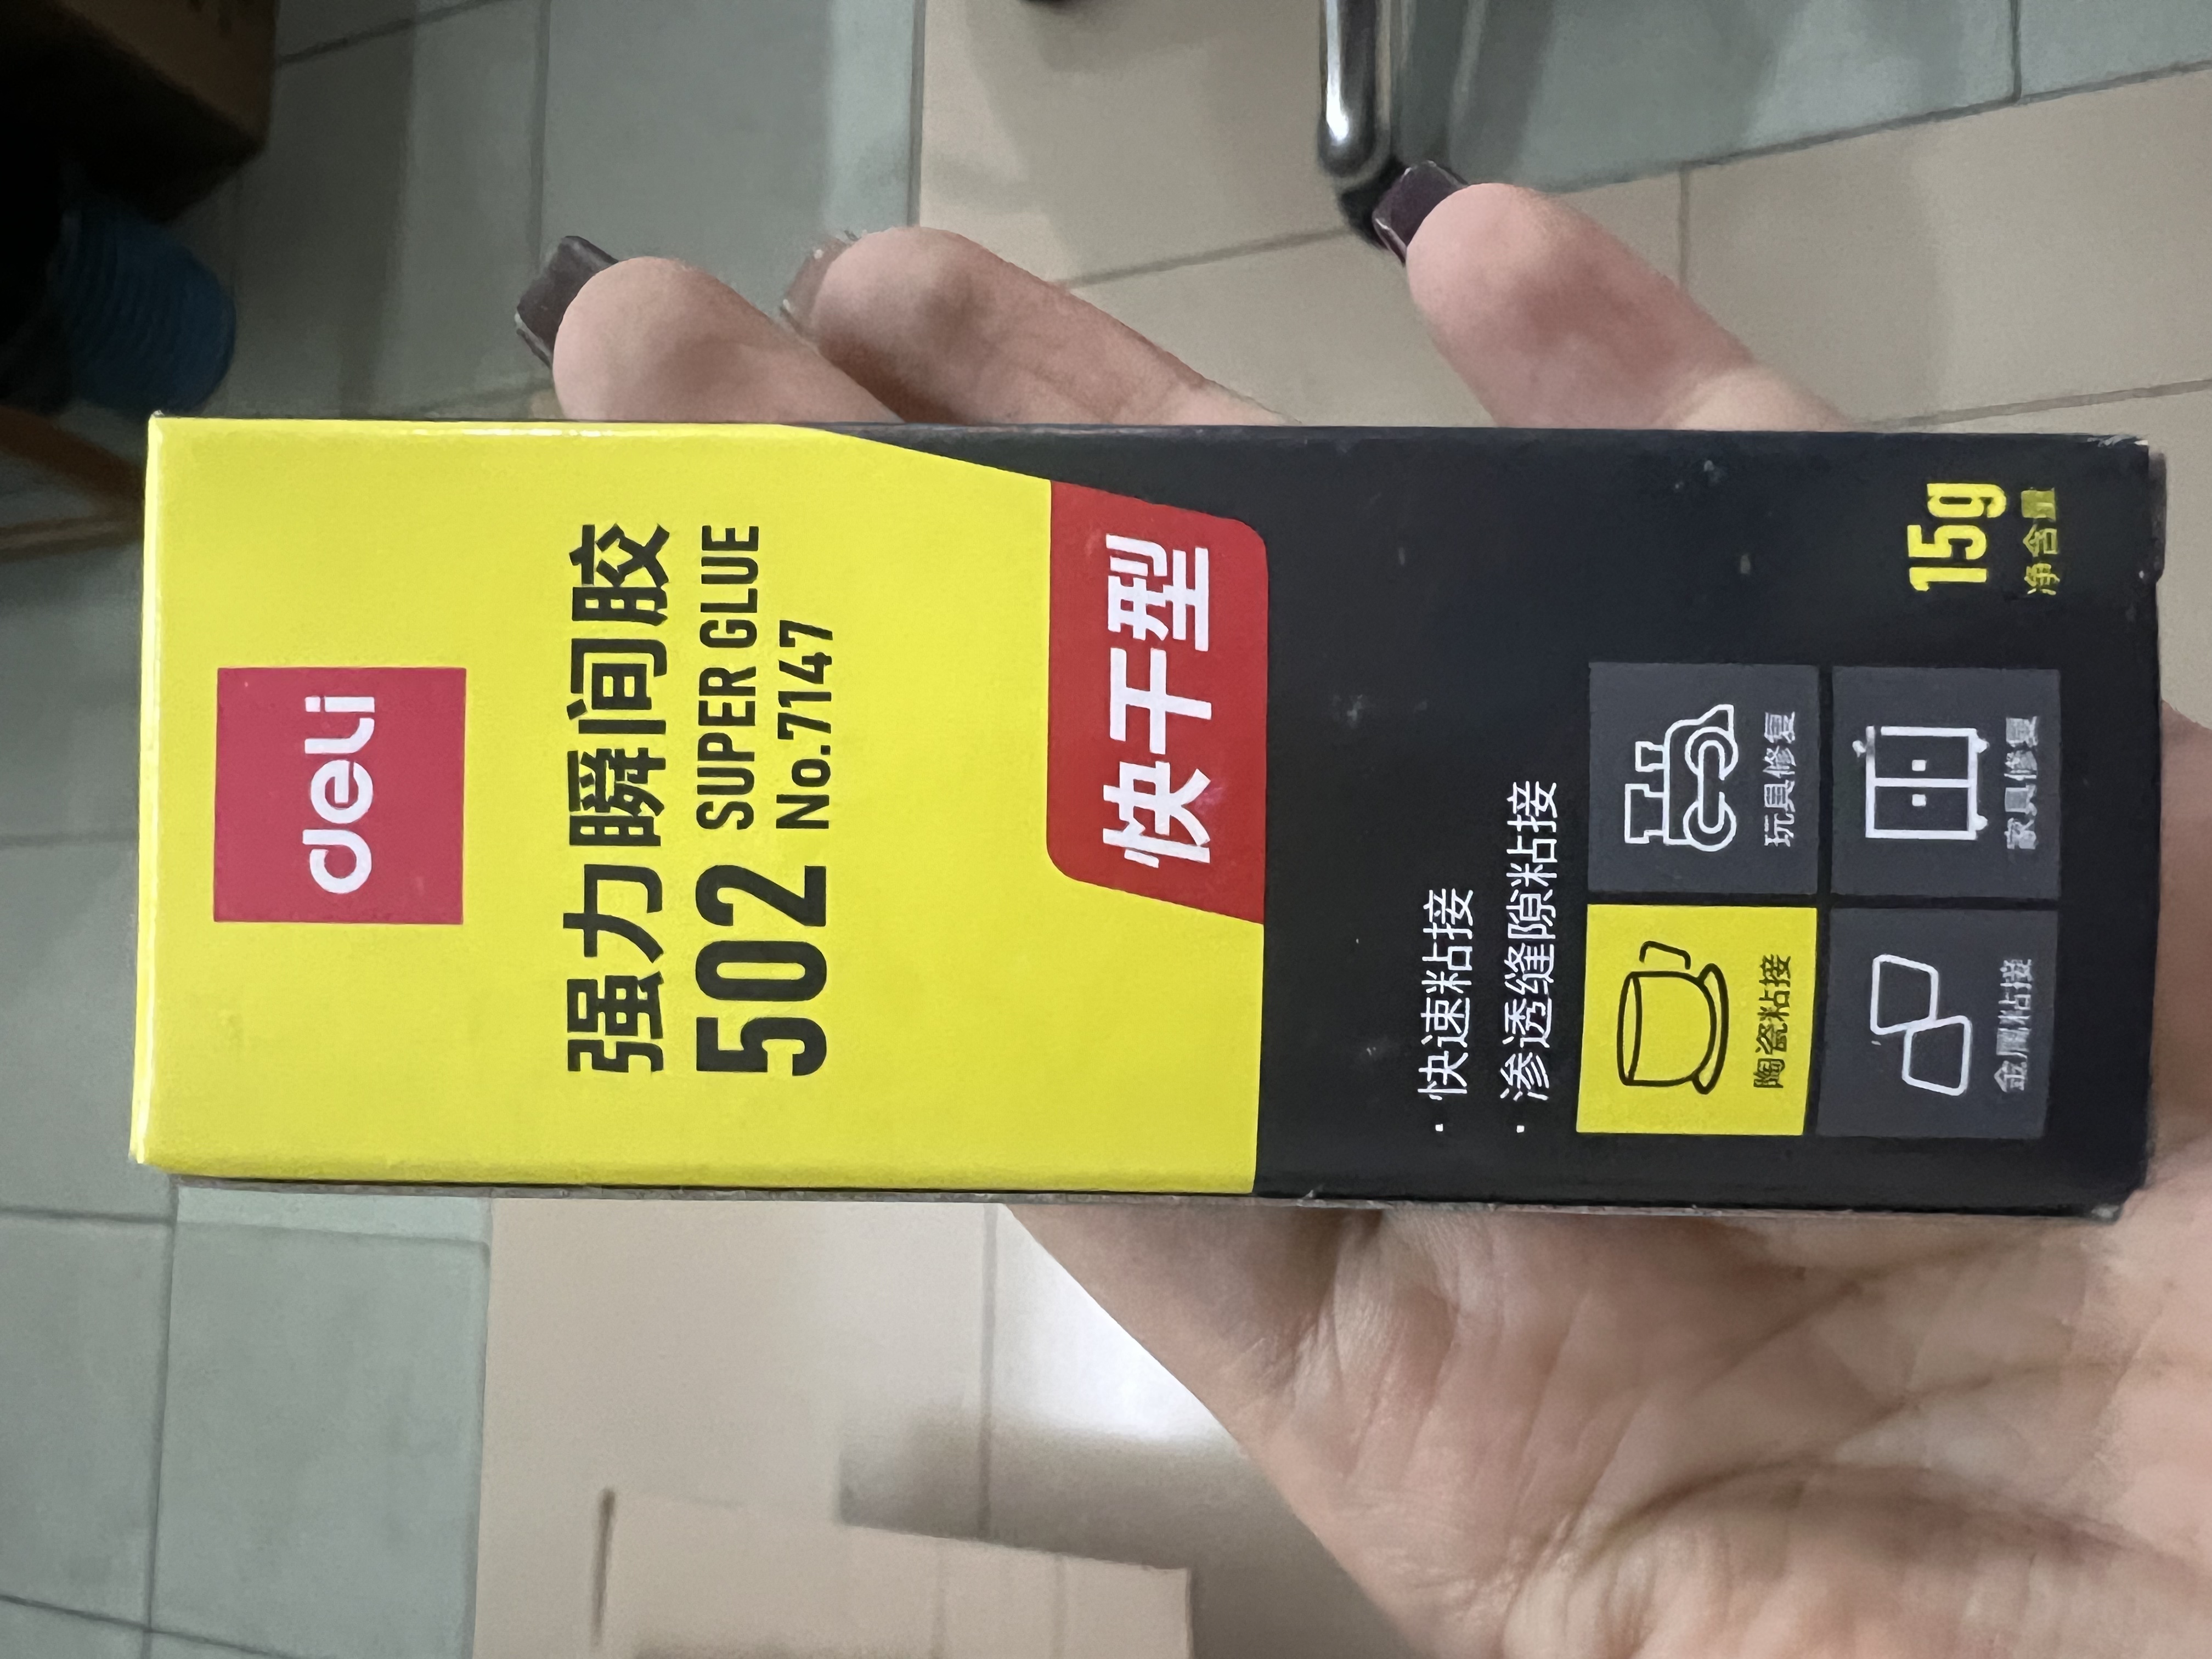 deli
强力瞬间胶
502 SUPER GLUE
No.7147
快干型
· 快速粘接
· 渗透缝隙粘接
陶瓷粘接
玩具修复
金属粘接
家具修复
15g
净含量